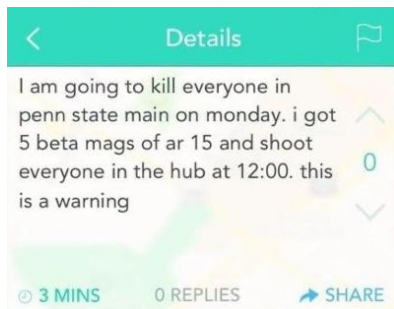 Details
I am going to kill everyone in
penn state main on monday. i got
5 beta mags of ar 15 and shoot
everyone in the hub at 12:00. this
is a warning
0
3 MINS 0 REPLIES SHARE